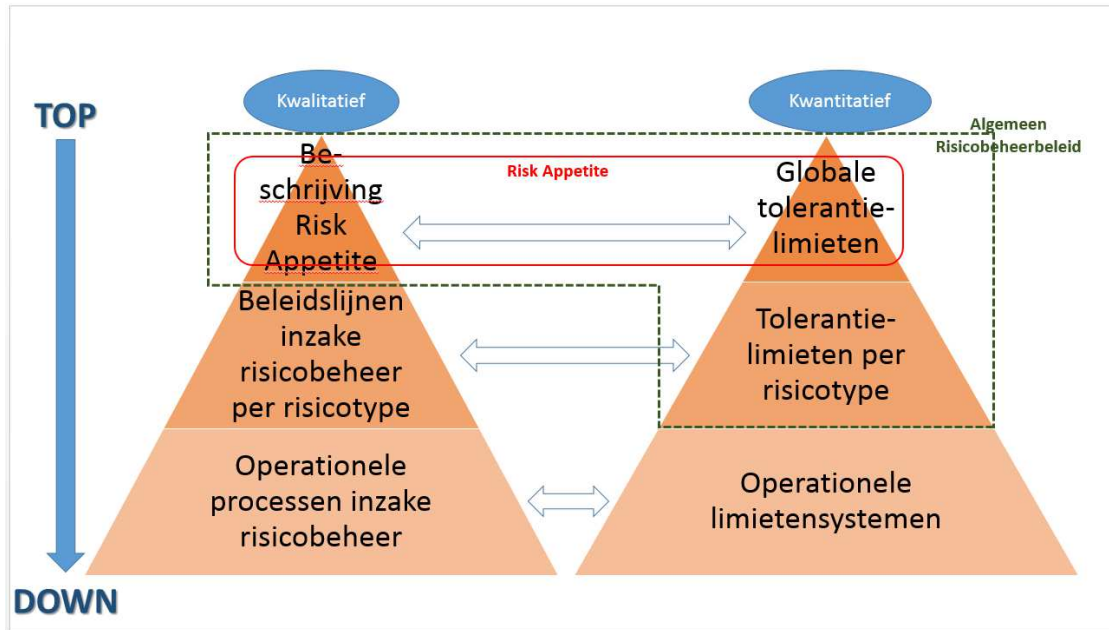 Kwalitatief
Kwantitatief
TOP
Algemeen
Risicobeheerbeleid
Be-
schrijving
Risk
Appetite
Risk Appetite
Globale
tolerantie-
limieten
Beleidslijnen
inzake
risicobeheer
per risicotype
Tolerantie-
limieten per
risicotype
Operationele
processen inzake
risicobeheer
Operationele
limietensystemen
DOWN